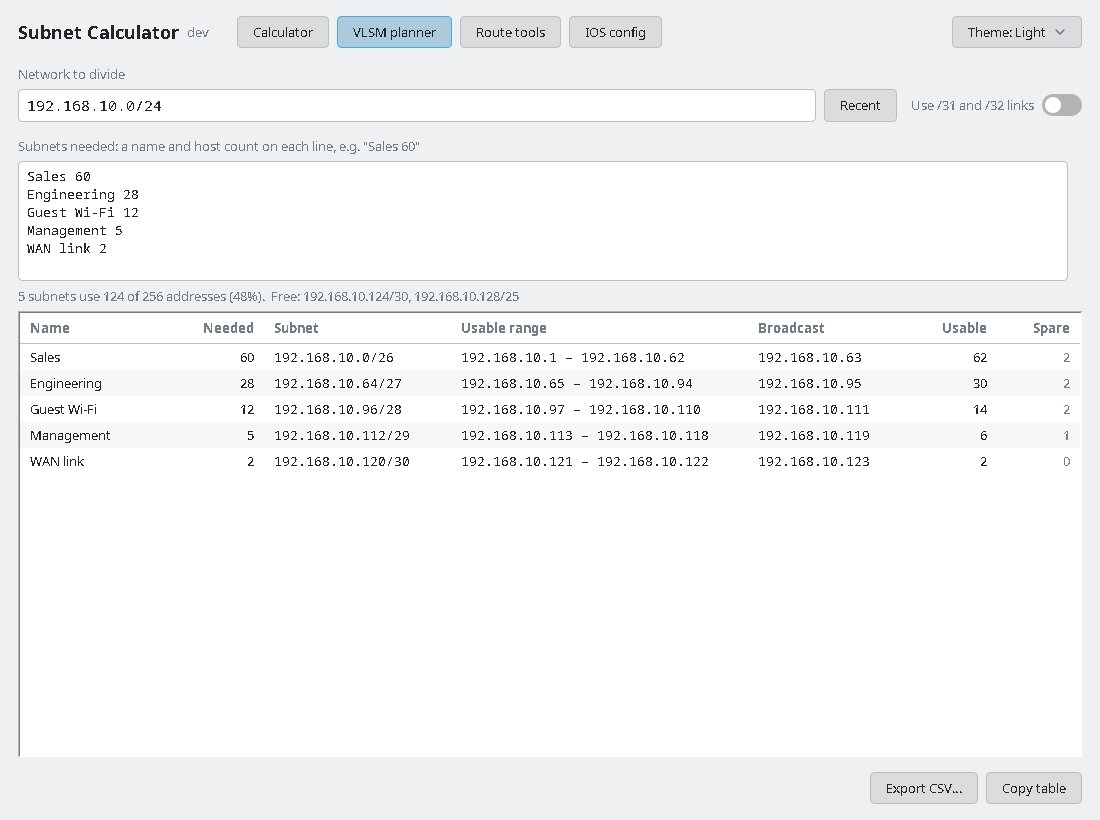 Subnet Calculator dev Calculator VLSM planner Route tools IOS config Theme: Light
Network to divide
192.168.10.0/24 Recent Use /31 and /32 links
Subnets needed: a name and host count on each line, e.g. "Sales 60"
Sales 60
Engineering 28
Guest Wi-Fi 12
Management 5
WAN link 2
5 subnets use 124 of 256 addresses (48%). Free: 192.168.10.124/30, 192.168.10.128/25
Name Needed Subnet Usable range Broadcast Usable Spare
Sales 60 192.168.10.0/26 192.168.10.1 – 192.168.10.62 192.168.10.63 62 2
Engineering 28 192.168.10.64/27 192.168.10.65 – 192.168.10.94 192.168.10.95 30 2
Guest Wi-Fi 12 192.168.10.96/28 192.168.10.97 – 192.168.10.110 192.168.10.111 14 2
Management 5 192.168.10.112/29 192.168.10.113 – 192.168.10.118 192.168.10.119 6 1
WAN link 2 192.168.10.120/30 192.168.10.121 – 192.168.10.122 192.168.10.123 2 0
Export CSV... Copy table